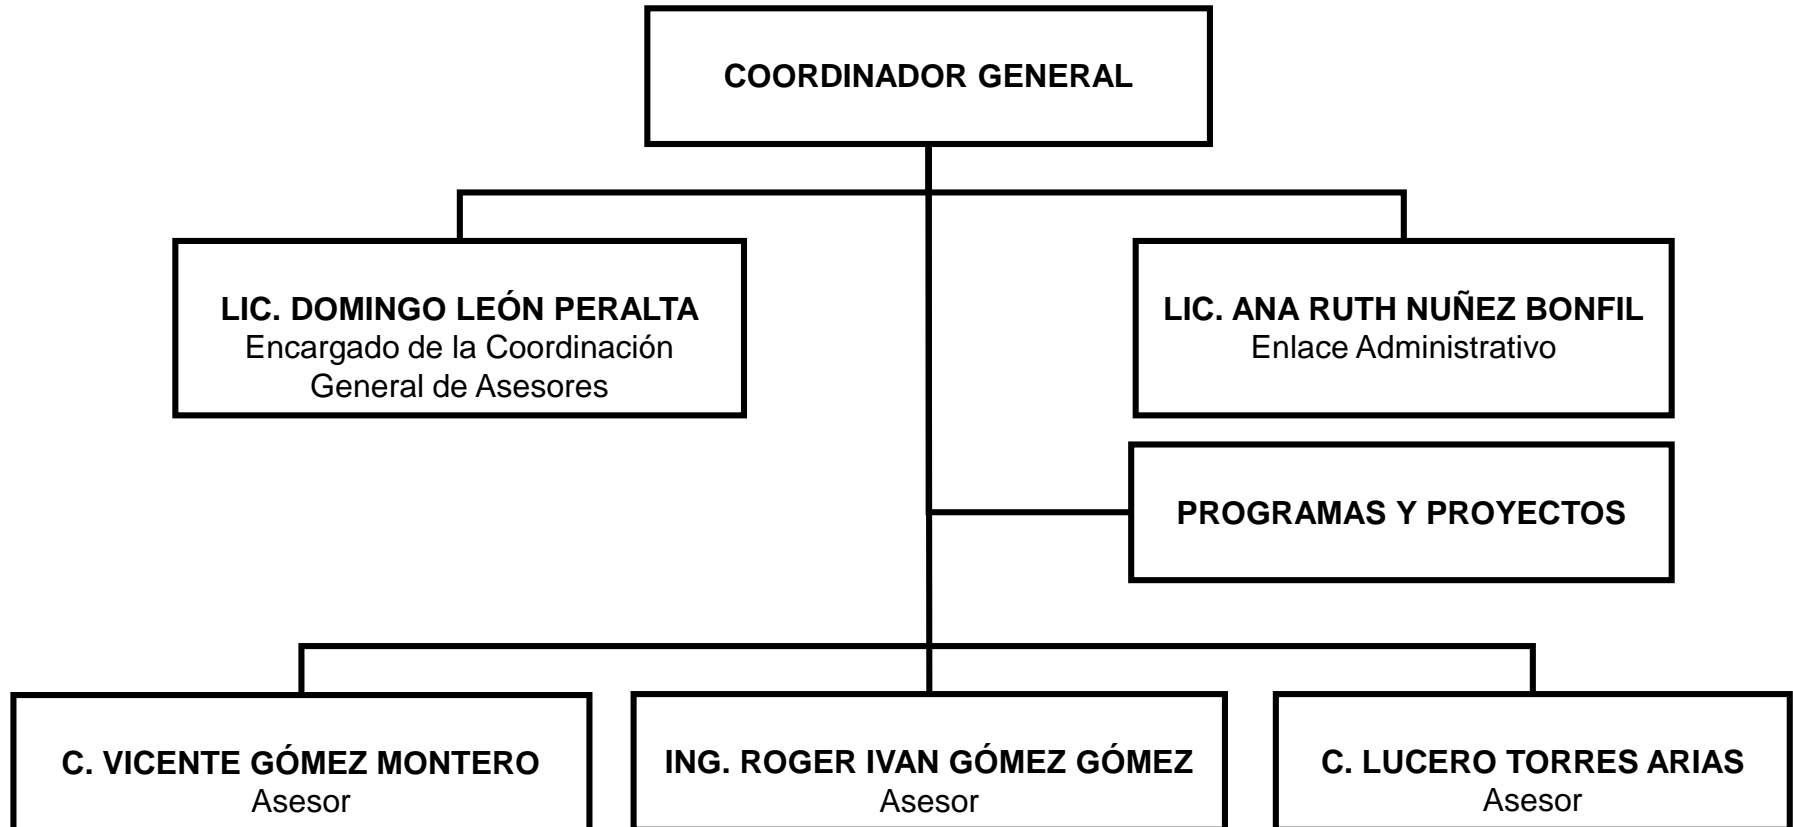 COORDINADOR GENERAL
LIC. DOMINGO LEÓN PERALTA
Encargado de la Coordinación
General de Asesores
LIC. ANA RUTH NUÑEZ BONFIL
Enlace Administrativo
PROGRAMAS Y PROYECTOS
C. VICENTE GÓMEZ MONTERO
Asesor
ING. ROGER IVAN GÓMEZ GÓMEZ
Asesor
C. LUCERO TORRES ARIAS
Asesor